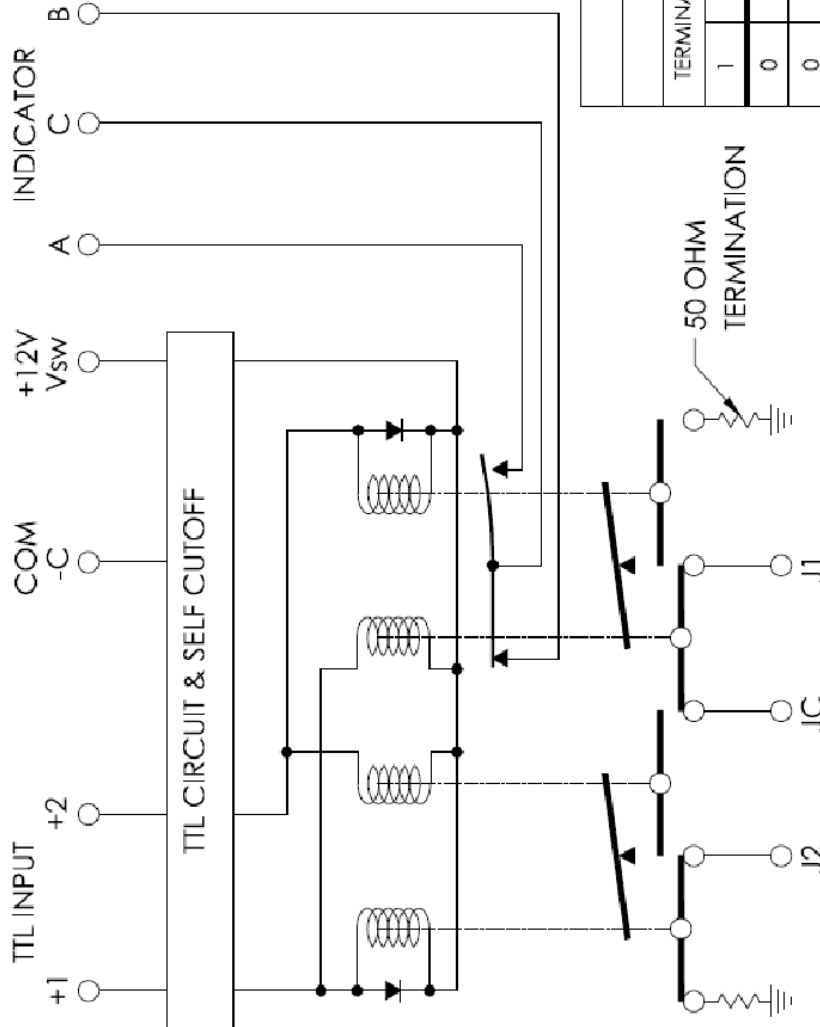 TTL INPUT
COM
+12V
INDICATOR
+1
+2
-C
Vsw
A
C
B
TTL CIRCUIT & SELF CUTOFF
50 OHM
TERMINATION
J2
JC
J1
1
0
0